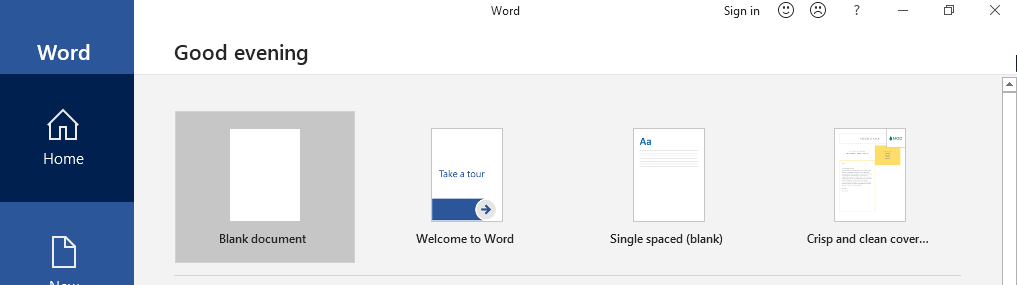 Word Sign in ?
Word
Good evening
Home
Aa
Take a tour
Blank document
Welcome to Word
Single spaced (blank)
Crisp and clean cover...
New